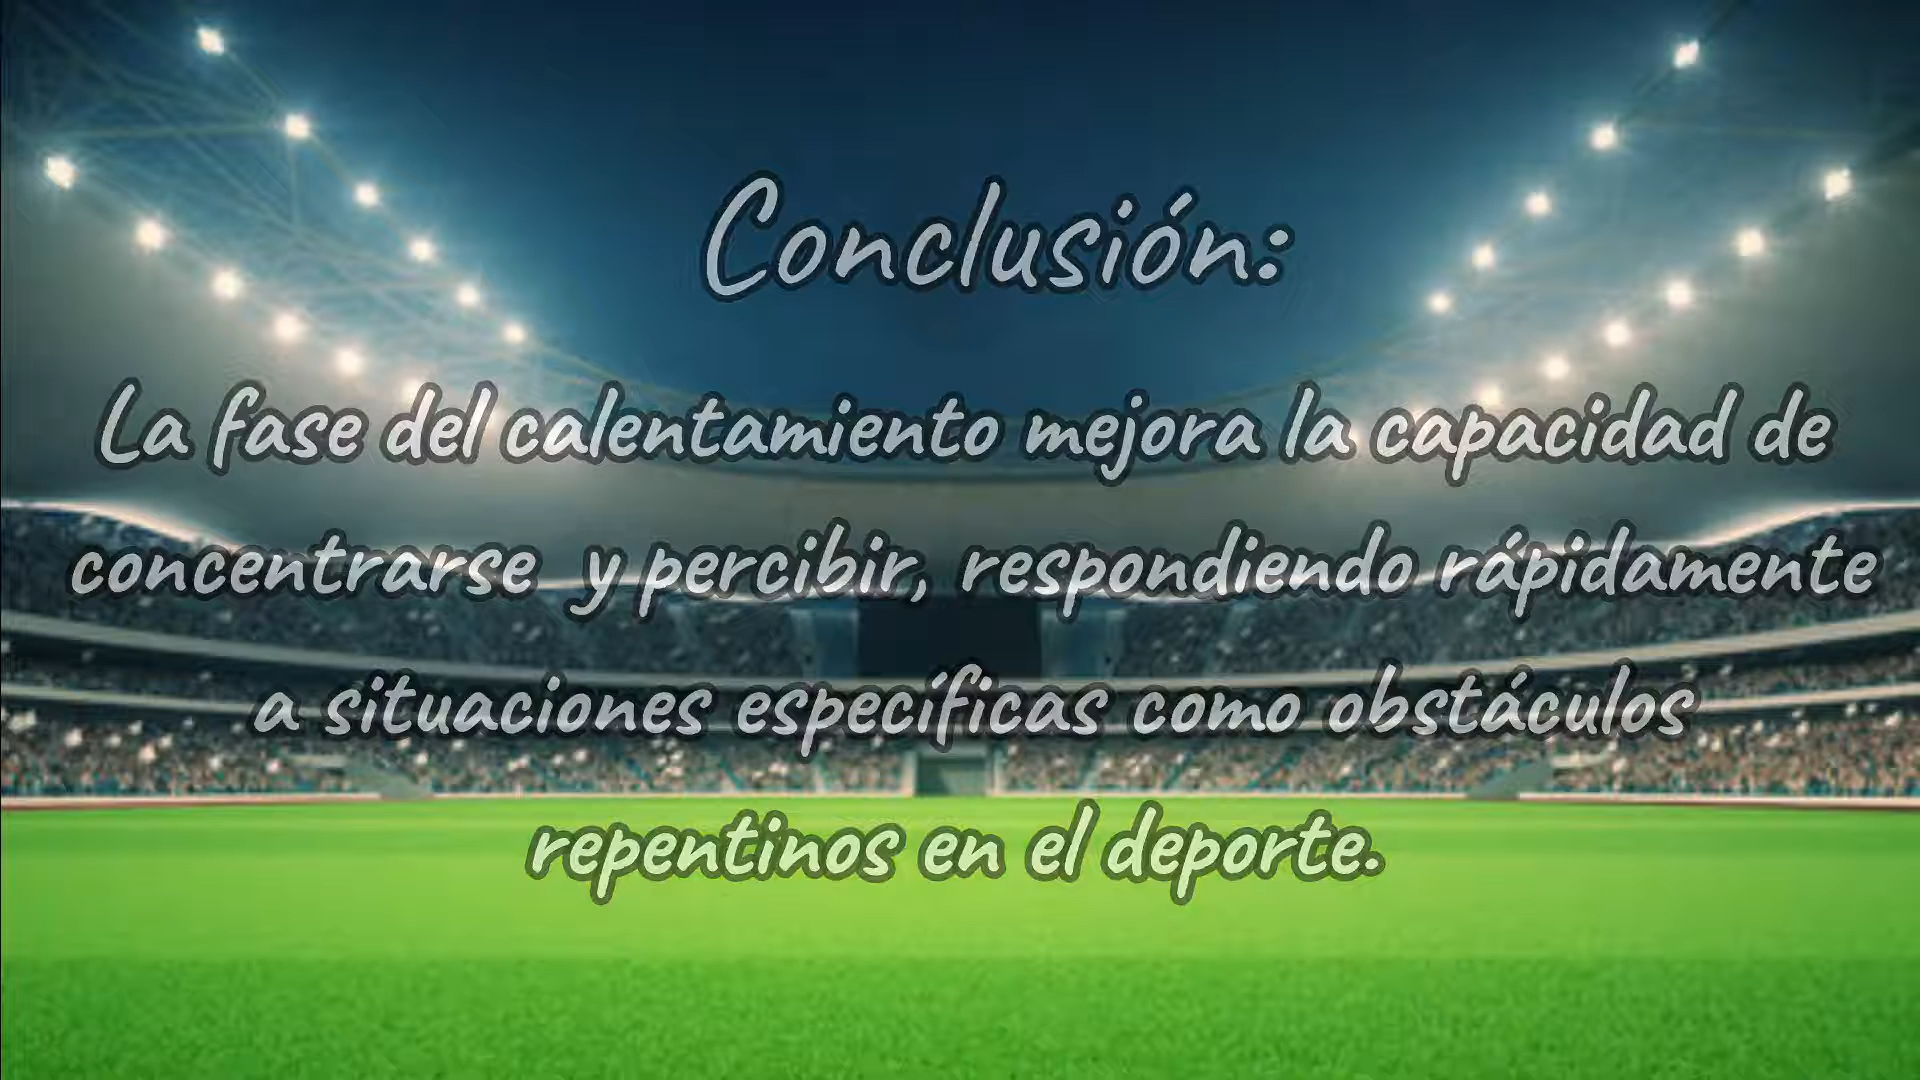 Conclusión:
La fase del calentamiento mejora la capacidad de
concentrarse y percibir, respondiendo rápidamente
a situaciones específicas como obstáculos
repentinos en el deporte.